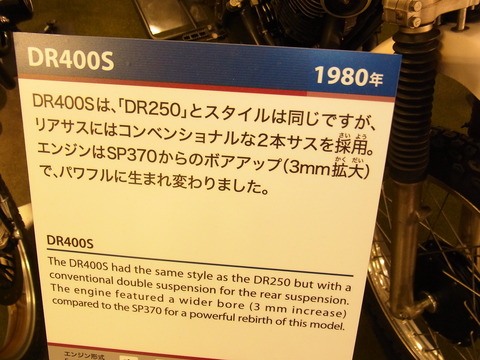 DR400S 1980年
DR400Sは、「DR250」とスタイルは同じですが、
リアサスにはコンベンショナルな2本サスを採用。
エンジンはSP370からのボアアップ(3mm拡大)
で、パワフルに生まれ変わりました。
DR400S
The DR400S had the same style as the DR250 but with a
conventional double suspension for the rear suspension.
The engine featured a wider bore (3 mm increase)
compared to the SP370 for a powerful rebirth of this model.
エンジン形式